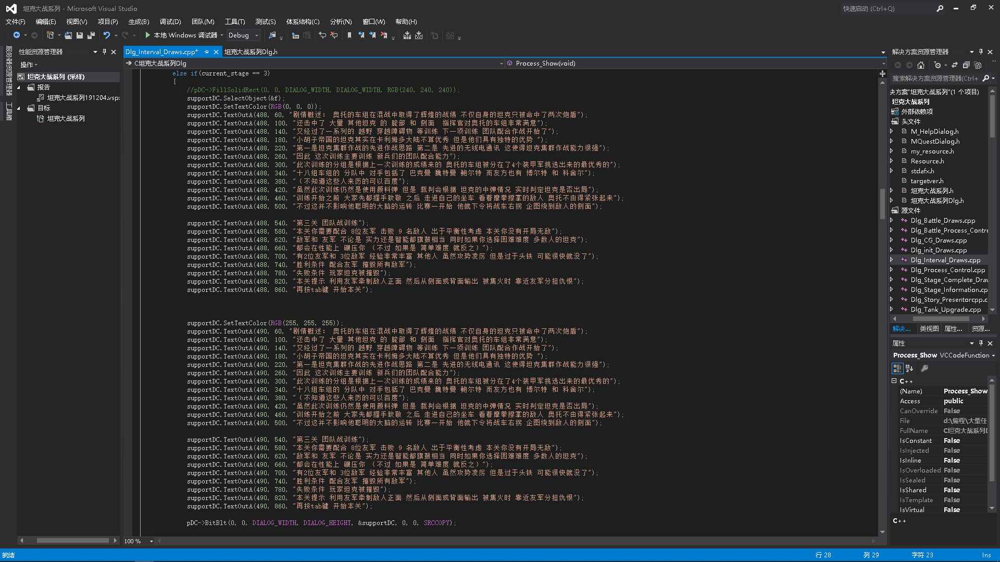 坦克大战系列 - Microsoft Visual Studio
快速启动 (Ctrl+Q)
文件(F) 编辑(E) 视图(V) 项目(P) 生成(B) 调试(D) 团队(M) 工具(T) 测试(S) 体系结构(C) 分析(N) 窗口(W) 帮助(H)
本地 Windows 调试器 Debug
服务器资源管理器
工具箱
性能资源管理器
操作
坦克大战系列 (采样)
报告
坦克大战系列191204.vsp
目标
坦克大战系列
Dlg_Interval_Draws.cpp*
坦克大战系列Dlg.h
C坦克大战系列Dlg
Process_Show(void)
else if(current_stage == 3)
{
//pDC->FillSolidRect(0, 0, DIALOG_WIDTH, DIALOG_WIDTH, RGB(240, 240, 240));
supportDC.SelectObject(&f);
supportDC.SetTextColor(RGB(0, 0, 0));
supportDC.TextOutA(488, 60, "剧情概述： 奥托的车组在混战中取得了辉煌的战绩 不仅自身的坦克只被命中了两次炮盾");
supportDC.TextOutA(488, 100, "还击中了 大量 其他坦克 的 腚部 和 侧面  指挥官对奥托的车组非常满意");
supportDC.TextOutA(488, 140, "又经过了一系列的 越野 穿越障碍物 等训练 下一项训练 团队配合作战开始了");
supportDC.TextOutA(488, 180, "小胡子帝国的坦克其实在卡利姆多大陆不算优秀 但是他们具有独特的优势 ");
supportDC.TextOutA(488, 220, "第一是坦克集群作战的先进作战思路 第二是 先进的无线电通讯 这使得坦克集群作战能力很强");
supportDC.TextOutA(488, 260, "因此 这次训练主要训练 新兵们的团队配合能力");
supportDC.TextOutA(488, 300, "此次训练的分组是根据上一次训练的成绩来的 奥托的车组被分在了4个装甲军挑选出来的最优秀的");
supportDC.TextOutA(488, 340, "十八组车组的 分队中 对手包括了 巴克曼 魏特曼 鲍尔特 而友方也有 博尔特 和 科舍尔");
supportDC.TextOutA(488, 380, "（不知道这些人来历的可以百度");
supportDC.TextOutA(488, 420, "虽然此次训练仍然是使用颜料弹 但是 裁判会根据 坦克的中弹情况 实时判定坦克是否出局");
supportDC.TextOutA(488, 460, "训练开始之前 大家先都握手致敬 之后 走进自己的坐车 看着摩拳擦掌的敌人 奥托不由得紧张起来");
supportDC.TextOutA(488, 500, "不过这并不影响他聪明的大脑的运转 比赛一开始 他就下令将战车右拐 企图绕到敌人的侧面");
supportDC.TextOutA(488, 540, "第三关 团队战训练");
supportDC.TextOutA(488, 580, "本关你需要配合 8位友军 击败 9 名敌人 出于平衡性考虑 本关你没有开局无敌");
supportDC.TextOutA(488, 620, "敌军和 友军 不论是 实力还是智能都旗鼓相当 同时如果你选择困难难度 多数人的坦克");
supportDC.TextOutA(488, 660, "都会在性能上 碾压你 （不过 如果是 简单难度 就反之）");
supportDC.TextOutA(488, 700, "有2位友军和 3位敌军 经验非常丰富 其他人 虽然攻势凌厉 但是过于头铁 可能很快就没了");
supportDC.TextOutA(488, 740, "胜利条件 配合友军 摧毁所有敌军");
supportDC.TextOutA(488, 780, "失败条件 玩家坦克被摧毁");
supportDC.TextOutA(488, 820, "本关提示 利用友军牵制敌人正面 然后从侧面或背面输出 被集火时 靠近友军分担仇恨");
supportDC.TextOutA(488, 860, "再按tab键 开始本关");
supportDC.SetTextColor(RGB(255, 255, 255));
supportDC.TextOutA(490, 60, "剧情概述： 奥托的车组在混战中取得了辉煌的战绩 不仅自身的坦克只被命中了两次炮盾");
supportDC.TextOutA(490, 100, "还击中了 大量 其他坦克 的 腚部 和 侧面  指挥官对奥托的车组非常满意");
supportDC.TextOutA(490, 140, "又经过了一系列的 越野 穿越障碍物 等训练 下一项训练 团队配合作战开始了");
supportDC.TextOutA(490, 180, "小胡子帝国的坦克其实在卡利姆多大陆不算优秀 但是他们具有独特的优势 ");
supportDC.TextOutA(490, 220, "第一是坦克集群作战的先进作战思路 第二是 先进的无线电通讯 这使得坦克集群作战能力很强");
supportDC.TextOutA(490, 260, "因此 这次训练主要训练 新兵们的团队配合能力");
supportDC.TextOutA(490, 300, "此次训练的分组是根据上一次训练的成绩来的 奥托的车组被分在了4个装甲军挑选出来的最优秀的");
supportDC.TextOutA(490, 340, "十八组车组的 分队中 对手包括了 巴克曼 魏特曼 鲍尔特 而友方也有 博尔特 和 科舍尔");
supportDC.TextOutA(490, 380, "（不知道这些人来历的可以百度");
supportDC.TextOutA(490, 420, "虽然此次训练仍然是使用颜料弹 但是 裁判会根据 坦克的中弹情况 实时判定坦克是否出局");
supportDC.TextOutA(490, 460, "训练开始之前 大家先都握手致敬 之后 走进自己的坐车 看着摩拳擦掌的敌人 奥托不由得紧张起来");
supportDC.TextOutA(490, 500, "不过这并不影响他聪明的大脑的运转 比赛一开始 他就下令将战车右拐 企图绕到敌人的侧面");
supportDC.TextOutA(490, 540, "第三关 团队战训练");
supportDC.TextOutA(490, 580, "本关你需要配合 8位友军 击败 9 名敌人 出于平衡性考虑 本关你没有开局无敌");
supportDC.TextOutA(490, 620, "敌军和 友军 不论是 实力还是智能都旗鼓相当 同时如果你选择困难难度 多数人的坦克");
supportDC.TextOutA(490, 660, "都会在性能上 碾压你 （不过 如果是 简单难度 就反之）");
supportDC.TextOutA(490, 700, "有2位友军和 3位敌军 经验非常丰富 其他人 虽然攻势凌厉 但是过于头铁 可能很快就没了");
supportDC.TextOutA(490, 740, "胜利条件 配合友军 摧毁所有敌军");
supportDC.TextOutA(490, 780, "失败条件 玩家坦克被摧毁");
supportDC.TextOutA(490, 820, "本关提示 利用友军牵制敌人正面 然后从侧面或背面输出 被集火时 靠近友军分担仇恨");
supportDC.TextOutA(490, 860, "再按tab键 开始本关");
pDC->BitBlt(0, 0, DIALOG_WIDTH, DIALOG_HEIGHT, &supportDC, 0, 0, SRCCOPY);
100 %
解决方案资源管理器
搜索解决方案资源管理器(Ctrl+
决方案"坦克大战系列"(1 个项目)
坦克大战系列
外部依赖项
头文件
M_HelpDialog.h
MQuestDialog.h
my_resource.h
Resource.h
stdafx.h
targetver.h
坦克大战系列.h
坦克大战系列Dlg.h
源文件
Dlg_Battle_Draws.cpp
Dlg_Battle_Process_Contro
Dlg_CG_Draws.cpp
Dlg_init_Draws.cpp
Dlg_Interval_Draws.cpp
Dlg_Process_Control.cpp
Dlg_Stage_Complete_Drav
Dlg_Stage_Information.cp
Dlg_Story_Presentorcpp.c
Dlg_Tank_Upgrade.cpp
解决... 类视图 属性... 资源...
属性
Process_Show VCCodeFunction
C++
(Name) Process_Show
Access public
CanOverride False
File d:\编程\大型任
FullName C坦克大战系列D
IsConstant False
IsInjected False
IsInline False
IsOverloaded False
IsSealed False
IsShared False
IsTemplate False
IsVirtual False
C++
就绪
行 28 列 29 字符 23 Ins